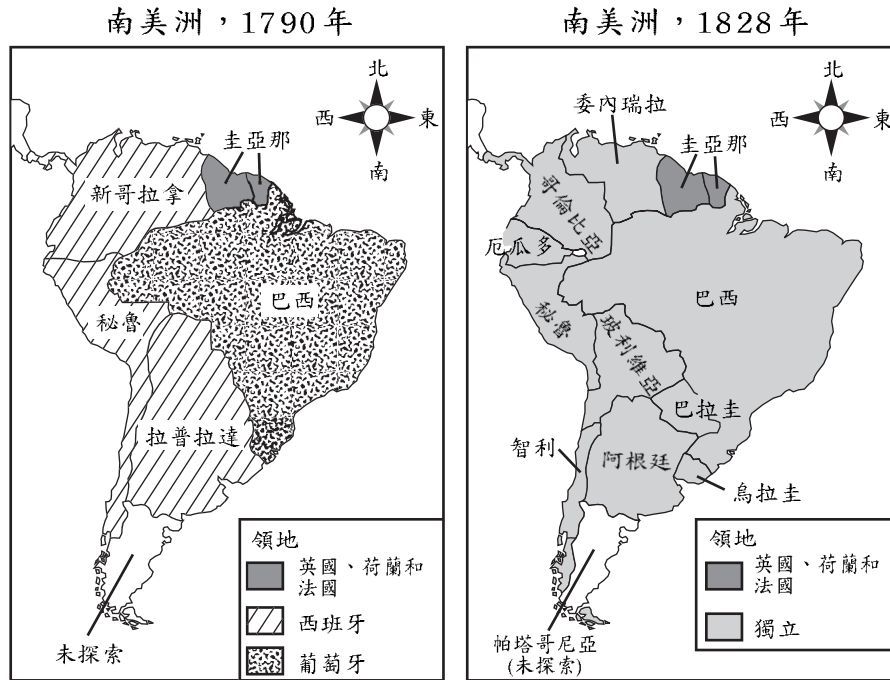 南美洲，1790年
北
西
東
南
圭亞那
新哥拉拿
巴西
秘魯
拉普拉達
未探索
領地
英國、荷蘭和
法國
西班牙
葡萄牙
南美洲，1828年
北
西
東
南
委內瑞拉
圭亞那
哥倫比亞
厄瓜多
巴西
秘魯
玻利維亞
巴拉圭
智利
阿根廷
烏拉圭
帕塔哥尼亞
(未探索)
領地
英國、荷蘭和
法國
獨立